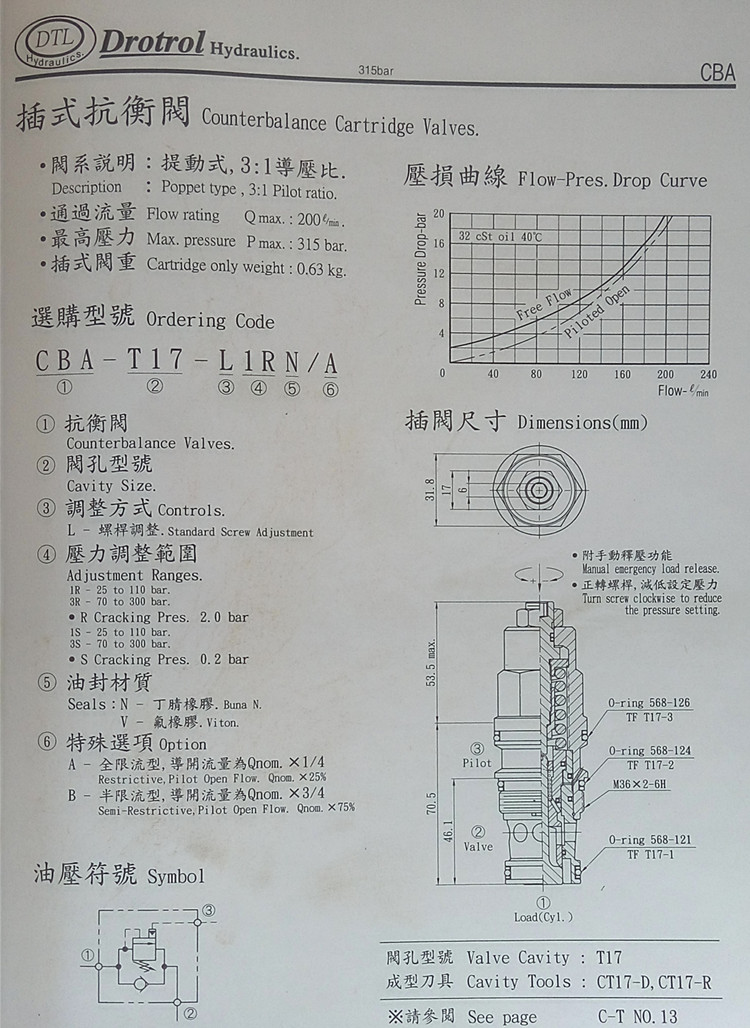 DTL
Hydraulics.
Drotrol Hydraulics.
315bar
CBA
插式抗衡閥 Counterbalance Cartridge Valves.
•閥系説明：提動式,3:1導壓比.
Description : Poppet type , 3:1 Pilot ratio.
•通過流量 Flow rating Q max. : 200 ℓ/min.
•最高壓力 Max. pressure P max. : 315 bar.
•插式閥重 Cartridge only weight : 0.63 kg.
選購型號 Ordering Code
CBA - T17 - L 1R N / A
① ② ③ ④ ⑤ ⑥
① 抗衡閥
Counterbalance Valves.
② 閥孔型號
Cavity Size.
③ 調整方式 Controls.
L - 螺桿調整. Standard Screw Adjustment
④ 壓力調整範圍
Adjustment Ranges.
1R - 25 to 110 bar.
3R - 70 to 300 bar.
• R Cracking Pres. 2.0 bar
1S - 25 to 110 bar.
3S - 70 to 300 bar.
• S Cracking Pres. 0.2 bar
⑤ 油封材質
Seals : N - 丁腈橡膠. Buna N.
V - 氟橡膠. Viton.
⑥ 特殊選項 Option
A - 全限流型,導開流量為Qnom. ×1/4
Restrictive, Pilot Open Flow. Qnom. ×25%
B - 半限流型,導開流量為Qnom. ×3/4
Semi-Restrictive, Pilot Open Flow. Qnom. ×75%
油壓符號 Symbol
③
①
②
壓損曲線 Flow-Pres. Drop Curve
Pressure Drop-bar
20
16
12
8
4
32 cSt oil 40℃
Free Flow
Piloted Open
0 40 80 120 160 200 240
Flow-ℓ/min
插閥尺寸 Dimensions(mm)
31.8
17
6
• 附手動釋壓功能
Manual emergency load release.
• 正轉螺桿,減低設定壓力
Turn screw clockwise to reduce
the pressure setting.
+
53.5 max.
O-ring 568-126
TF T17-3
③
Pilot
O-ring 568-124
TF T17-2
M36×2-6H
70.5
46.1
②
Valve
O-ring 568-121
TF T17-1
①
Load(Cyl.)
閥孔型號 Valve Cavity : T17
成型刀具 Cavity Tools : CT17-D,CT17-R
※請參閱 See page C-T NO.13